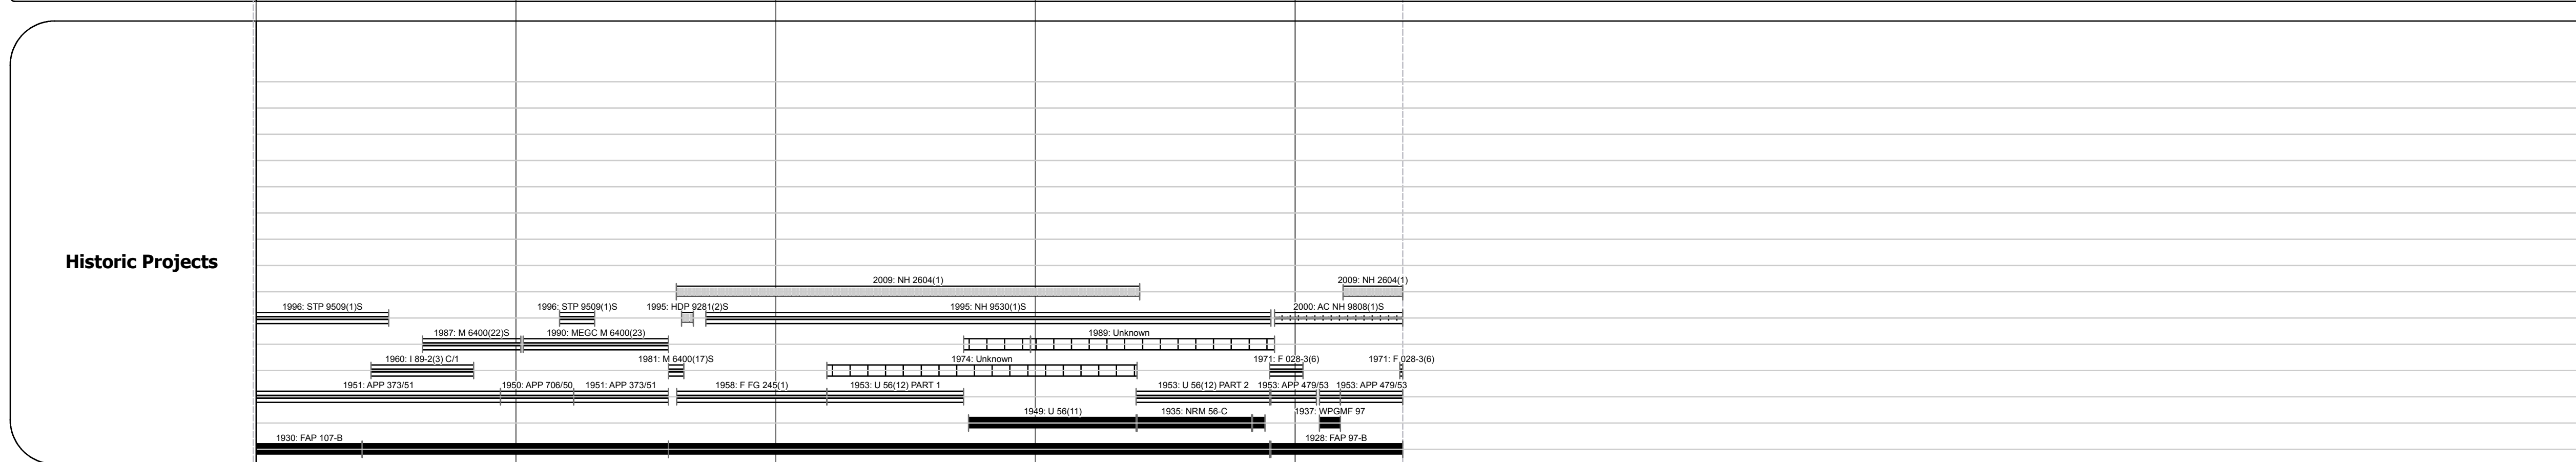 2009: NH 2604(1) 2009: NH 2604(1)
1996: STP 9509(1)S 1996: STP 9509(1)S 1995: HDP 9281(2)S 1995: NH 9530(1)S 2000: AC NH 9808(1)S
1987: M 6400(22)S 1990: MEGC M 6400(23) 1989: Unknown
1960: I 89-2(3) C/1 1981: M 6400(17)S 1974: Unknown 1971: F 028-3(6) 1971: F 028-3(6)
1951: APP 373/51 1950: APP 706/50 1951: APP 373/51 1958: F FG 245(1) 1953: U 56(12) PART 1 1953: U 56(12) PART 2 1953: APP 479/53 1953: APP 479/53
1949: U 56(11) 1935: NRM 56-C 1937: WPGMF 97
1930: FAP 107-B 1928: FAP 97-B
Historic Projects